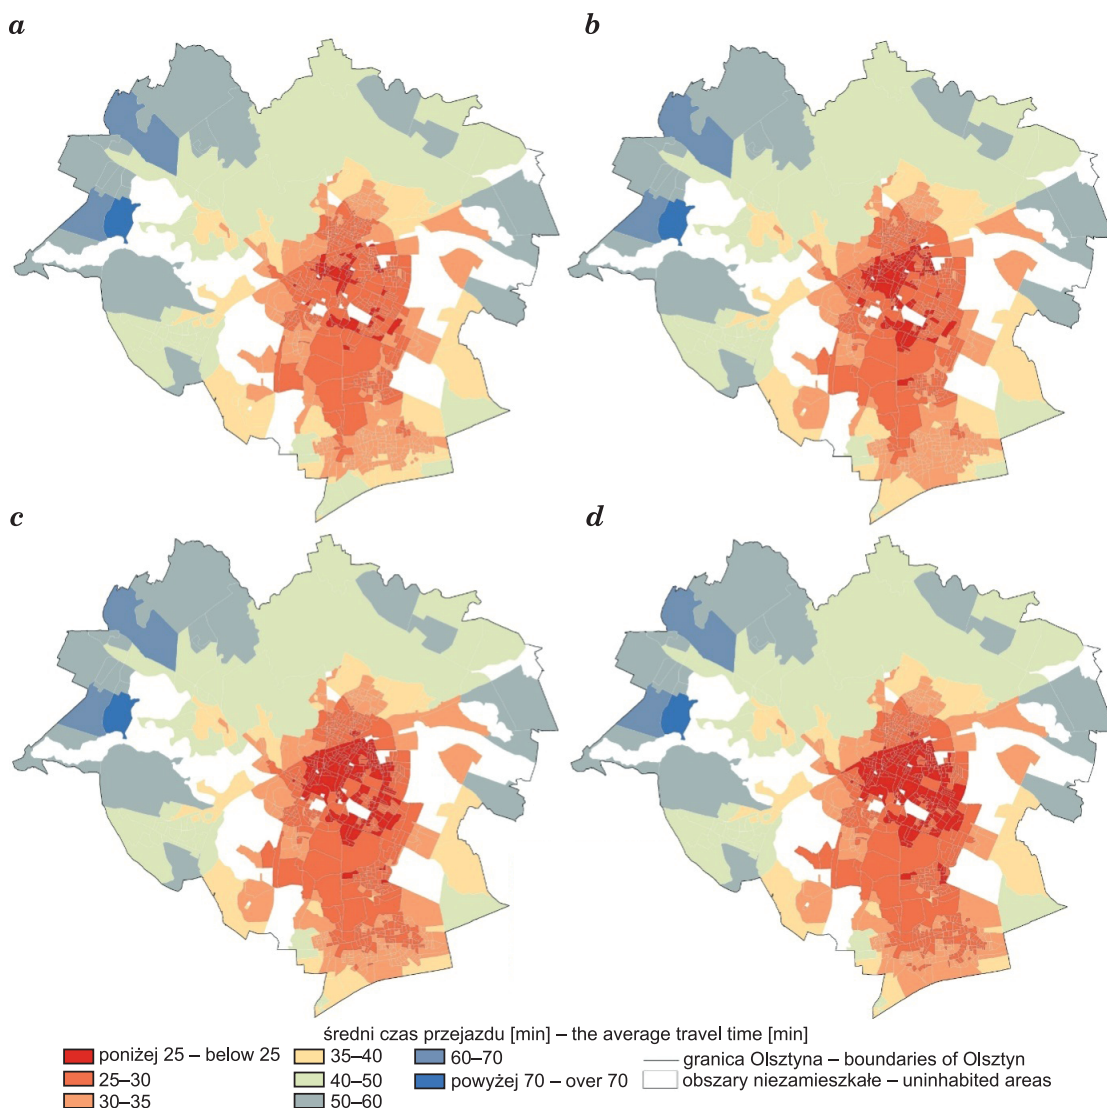 a
b
c
d
średni czas przejazdu [min] – the average travel time [min]
poniżej 25 – below 25
25–30
30–35
35–40
40–50
50–60
60–70
powyżej 70 – over 70
granica Olsztyna – boundaries of Olsztyn
obszary niezamieszkałe – uninhabited areas